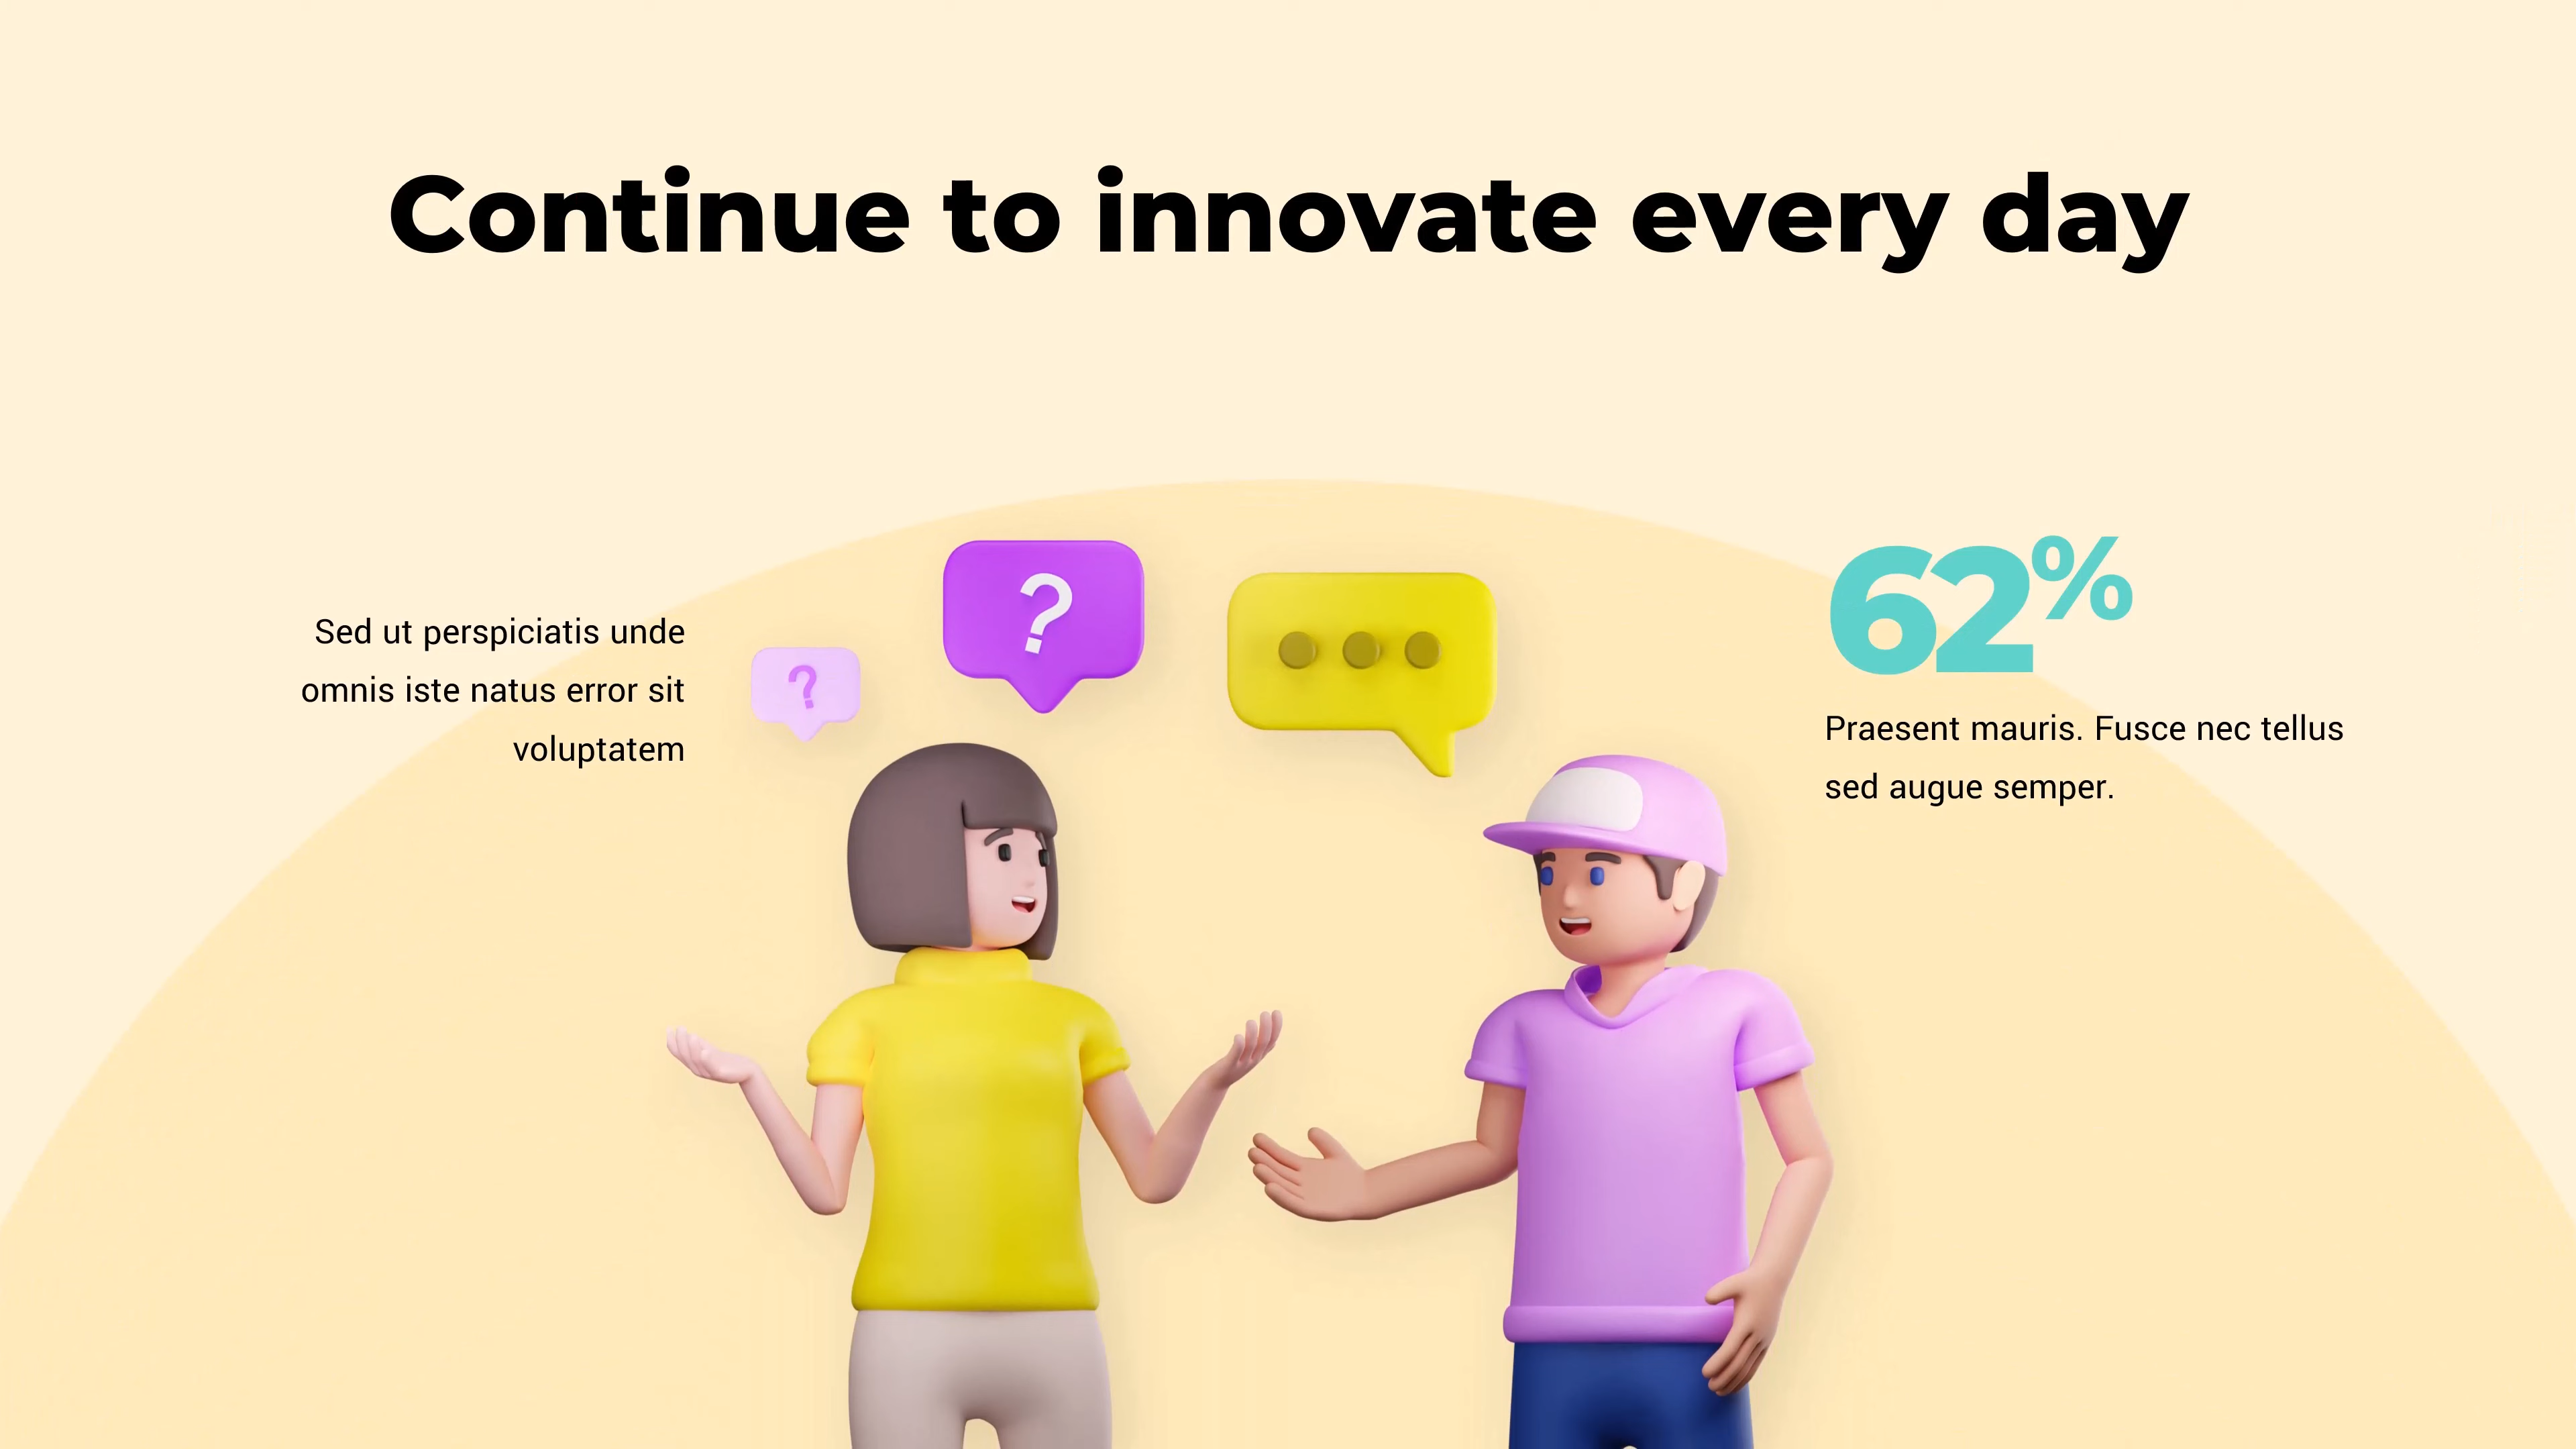 Continue to innovate every day
Sed ut perspiciatis unde
omnis iste natus error sit
voluptatem
?
?
62%
Praesent mauris. Fusce nec tellus
sed augue semper.